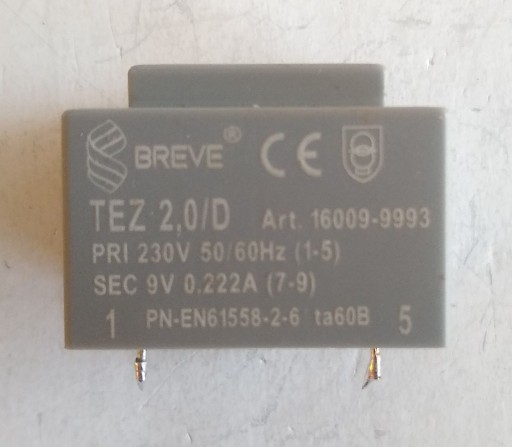 BREVE® CE
TEZ 2,0/D Art. 16009-9993
PRI 230V 50/60Hz (1-5)
SEC 9V 0.222A (7-9)
1 PN-EN61558-2-6 ta60B 5